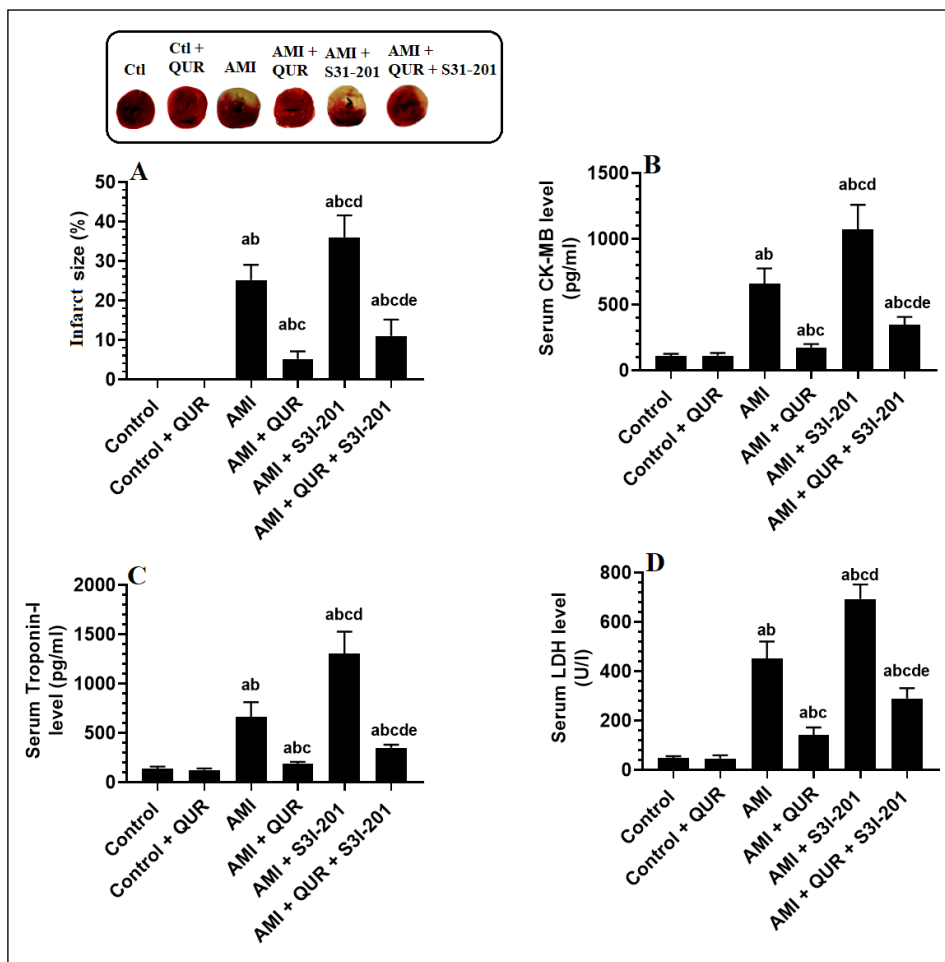 Ctl
Ctl +
QUR
AMI
AMI +
QUR
AMI +
S31-201
AMI +
QUR + S31-201
A
Infarct size (%)
50
40
30
20
10
0
ab
abc
abcd
abcde
Control
Control + QUR
AMI
AMI + QUR
AMI + S3I-201
AMI + QUR + S3I-201
B
Serum CK-MB level
(pg/ml)
1500
1000
500
0
ab
abc
abcd
abcde
Control
Control + QUR
AMI
AMI + QUR
AMI + S3I-201
AMI + QUR + S3I-201
C
Serum Troponin-I
level (pg/ml)
2000
1500
1000
500
0
ab
abc
abcd
abcde
Control
Control + QUR
AMI
AMI + QUR
AMI + S3I-201
AMI + QUR + S3I-201
D
Serum LDH level
(U/l)
800
600
400
200
0
ab
abc
abcd
abcde
Control
Control + QUR
AMI
AMI + QUR
AMI + S3I-201
AMI + QUR + S3I-201